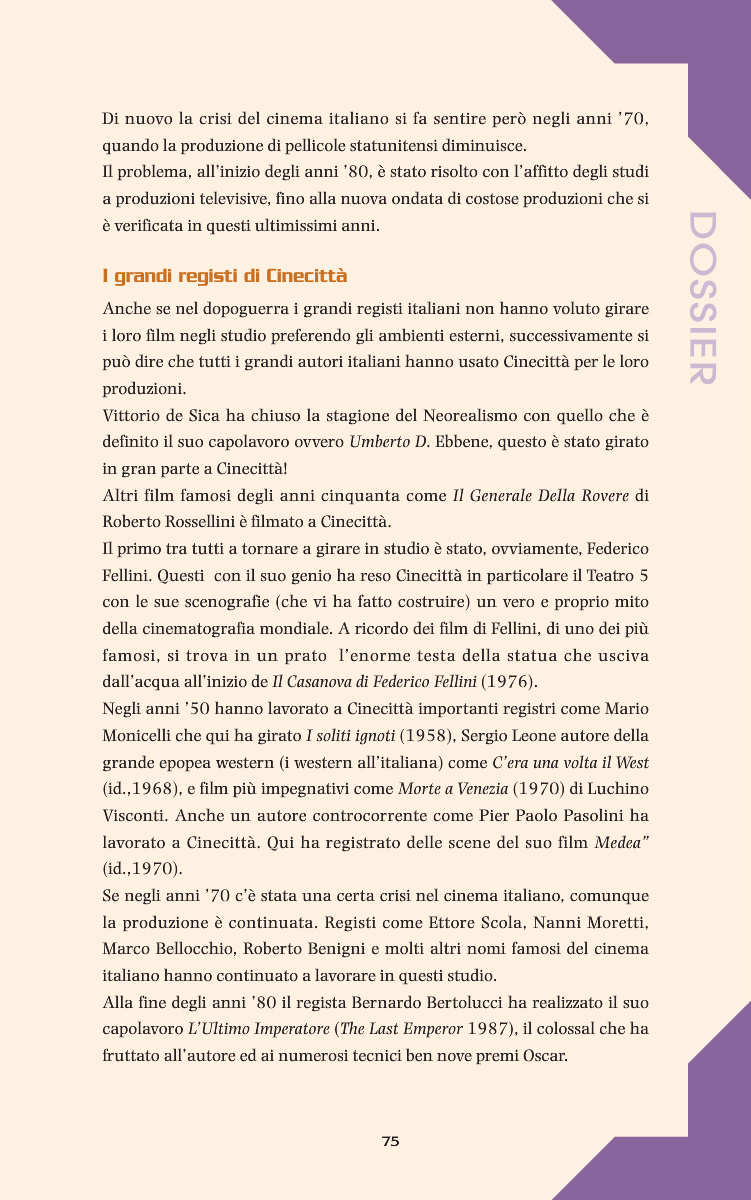 Di nuovo la crisi del cinema italiano si fa sentire però negli anni ’70,
quando la produzione di pellicole statunitensi diminuisce.
Il problema, all’inizio degli anni ’80, è stato risolto con l’affitto degli studi
a produzioni televisive, fino alla nuova ondata di costose produzioni che si
è verificata in questi ultimissimi anni.
I grandi registi di Cinecittà
Anche se nel dopoguerra i grandi registi italiani non hanno voluto girare
i loro film negli studio preferendo gli ambienti esterni, successivamente si
può dire che tutti i grandi autori italiani hanno usato Cinecittà per le loro
produzioni.
Vittorio de Sica ha chiuso la stagione del Neorealismo con quello che è
definito il suo capolavoro ovvero Umberto D. Ebbene, questo è stato girato
in gran parte a Cinecittà!
Altri film famosi degli anni cinquanta come Il Generale Della Rovere di
Roberto Rossellini è filmato a Cinecittà.
Il primo tra tutti a tornare a girare in studio è stato, ovviamente, Federico
Fellini. Questi  con il suo genio ha reso Cinecittà in particolare il Teatro 5
con le sue scenografie (che vi ha fatto costruire) un vero e proprio mito
della cinematografia mondiale. A ricordo dei film di Fellini, di uno dei più
famosi, si trova in un prato  l’enorme testa della statua che usciva
dall’acqua all’inizio de Il Casanova di Federico Fellini (1976).
Negli anni ’50 hanno lavorato a Cinecittà importanti registri come Mario
Monicelli che qui ha girato I soliti ignoti (1958), Sergio Leone autore della
grande epopea western (i western all’italiana) come C’era una volta il West
(id.,1968), e film più impegnativi come Morte a Venezia (1970) di Luchino
Visconti. Anche un autore controcorrente come Pier Paolo Pasolini ha
lavorato a Cinecittà. Qui ha registrato delle scene del suo film Medea”
(id.,1970).
Se negli anni ’70 c’è stata una certa crisi nel cinema italiano, comunque
la produzione è continuata. Registi come Ettore Scola, Nanni Moretti,
Marco Bellocchio, Roberto Benigni e molti altri nomi famosi del cinema
italiano hanno continuato a lavorare in questi studio.
Alla fine degli anni ’80 il regista Bernardo Bertolucci ha realizzato il suo
capolavoro L’Ultimo Imperatore (The Last Emperor 1987), il colossal che ha
fruttato all’autore ed ai numerosi tecnici ben nove premi Oscar.
DOSSIER
75